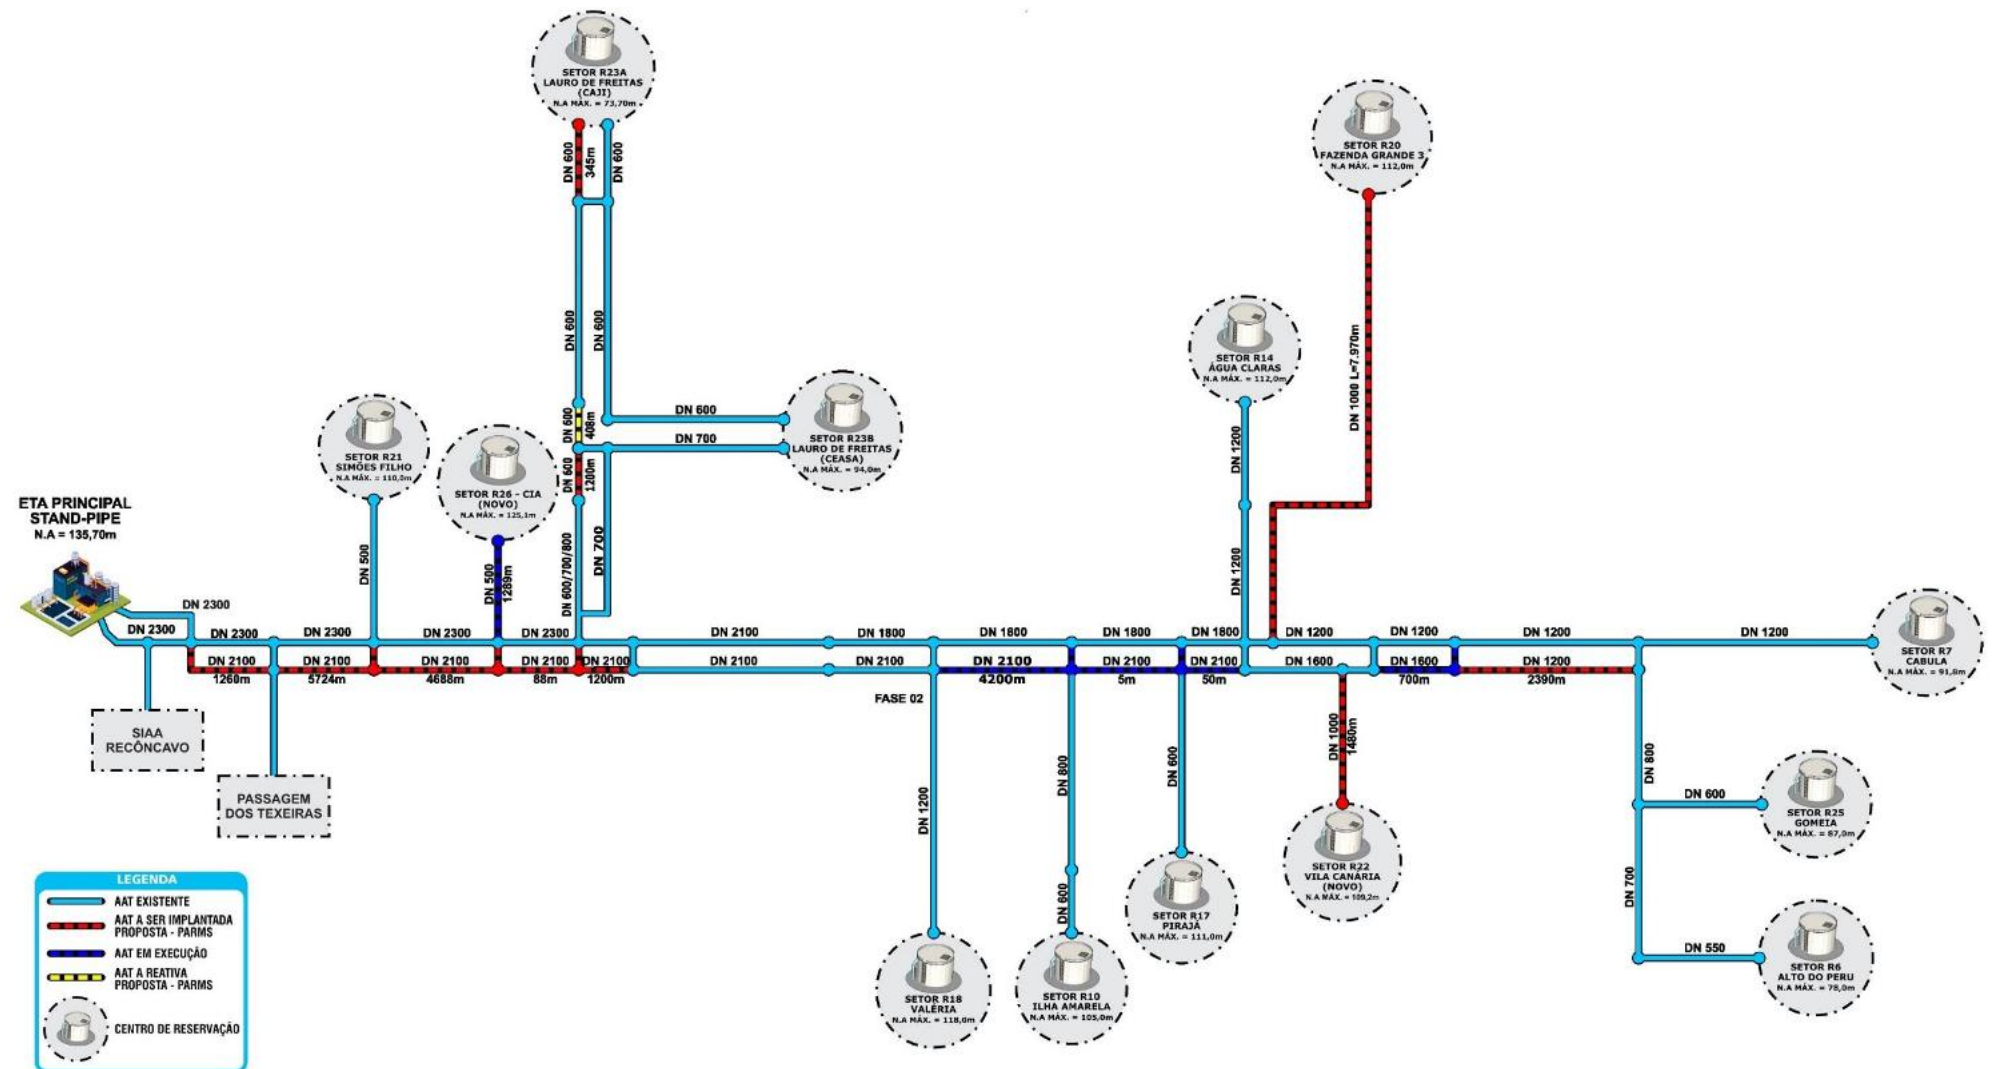 SETOR R23A
LAURO DE FREITAS
(CAJI)
N.A MÁX. = 73,70m
DN 600
345m
DN 600
SETOR R20
FAZENDA GRANDE 3
N.A MÁX. = 112,0m
DN 600
DN 600
DN 1000 L=7.970m
SETOR R14
ÁGUA CLARAS
N.A MÁX. = 112,0m
DN 1200
DN 1200
DN 600
408m
DN 600
DN 700
SETOR R23B
LAURO DE FREITAS
(CEASA)
N.A MÁX. = 94,0m
DN 600
1200m
DN 600/700/800
DN 700
SETOR R21
SIMÕES FILHO
N.A MÁX. = 110,0m
DN 500
SETOR R26 - CIA
(NOVO)
N.A MÁX. = 125,1m
DN 500
1289m
ETA PRINCIPAL
STAND-PIPE
N.A = 135,70m
DN 2300
DN 2300
DN 2300
DN 2300
DN 2300
DN 2300
DN 2100
DN 1800
DN 1800
DN 1800
DN 1800
DN 1200
DN 1200
DN 1200
DN 1200
DN 2100
1260m
DN 2100
5724m
DN 2100
4688m
DN 2100
88m
DN 2100
1200m
DN 2100
DN 2100
DN 2100
4200m
DN 2100
5m
DN 2100
50m
DN 1600
DN 1600
700m
DN 1200
2390m
SETOR R7
CABULA
N.A MÁX. = 91,8m
FASE 02
SIAA
RECÔNCAVO
PASSAGEM
DOS TEXEIRAS
DN 1200
DN 800
DN 600
DN 600
DN 1000
1480m
DN 800
DN 600
DN 700
DN 550
SETOR R25
GOMEIA
N.A MÁX. = 87,0m
SETOR R22
VILA CANÁRIA
(NOVO)
N.A MÁX. = 109,2m
SETOR R17
PIRAJÁ
N.A MÁX. = 111,0m
SETOR R18
VALÉRIA
N.A MÁX. = 118,0m
SETOR R10
ILHA AMARELA
N.A MÁX. = 105,0m
SETOR R6
ALTO DO PERU
N.A MÁX. = 78,0m
LEGENDA
AAT EXISTENTE
AAT A SER IMPLANTADA
PROPOSTA - PARMS
AAT EM EXECUÇÃO
AAT A REATIVA
PROPOSTA - PARMS
CENTRO DE RESERVAÇÃO